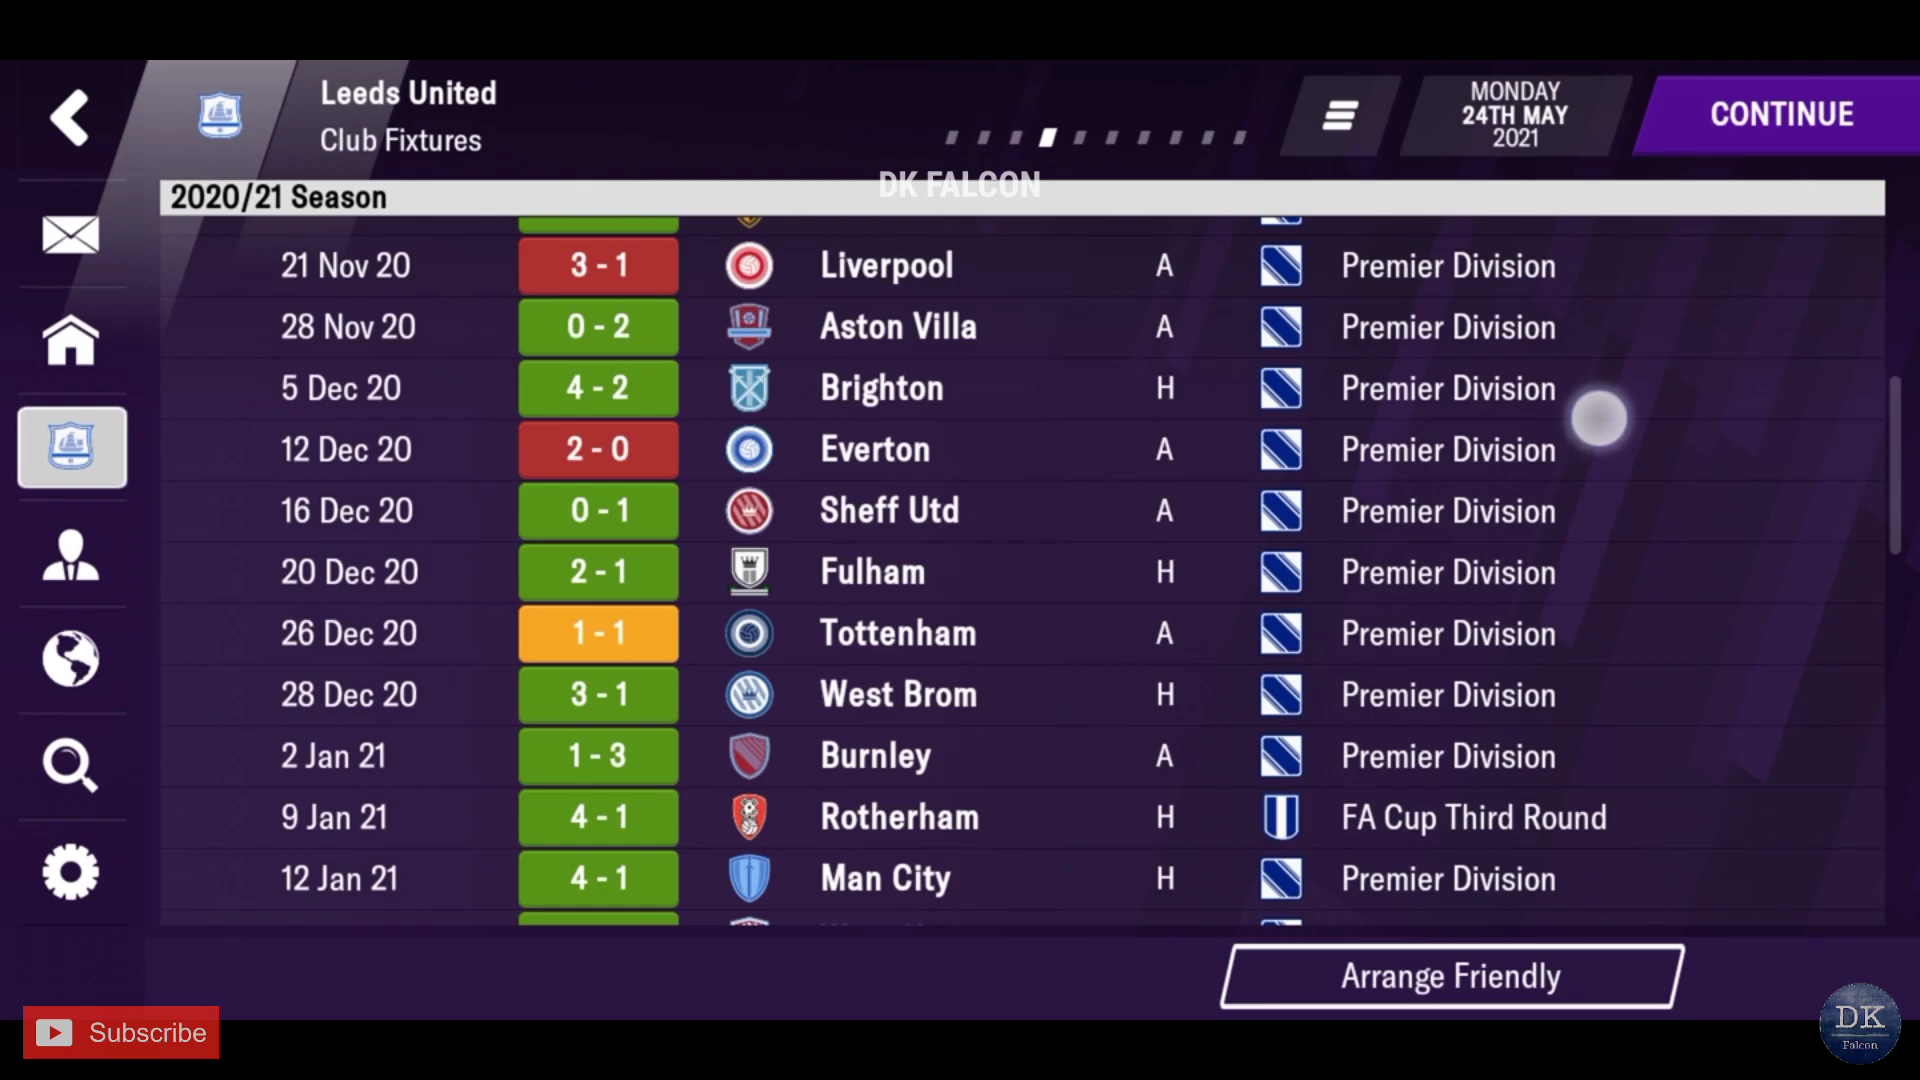 Leeds United
Club Fixtures
MONDAY
24TH MAY
2021
CONTINUE
DK FALCON
2020/21 Season
21 Nov 20 3 - 1 Liverpool A Premier Division
28 Nov 20 0 - 2 Aston Villa A Premier Division
5 Dec 20 4 - 2 Brighton H Premier Division
12 Dec 20 2 - 0 Everton A Premier Division
16 Dec 20 0 - 1 Sheff Utd A Premier Division
20 Dec 20 2 - 1 Fulham H Premier Division
26 Dec 20 1 - 1 Tottenham A Premier Division
28 Dec 20 3 - 1 West Brom H Premier Division
2 Jan 21 1 - 3 Burnley A Premier Division
9 Jan 21 4 - 1 Rotherham H FA Cup Third Round
12 Jan 21 4 - 1 Man City H Premier Division
Arrange Friendly
Subscribe
DK
Falcon